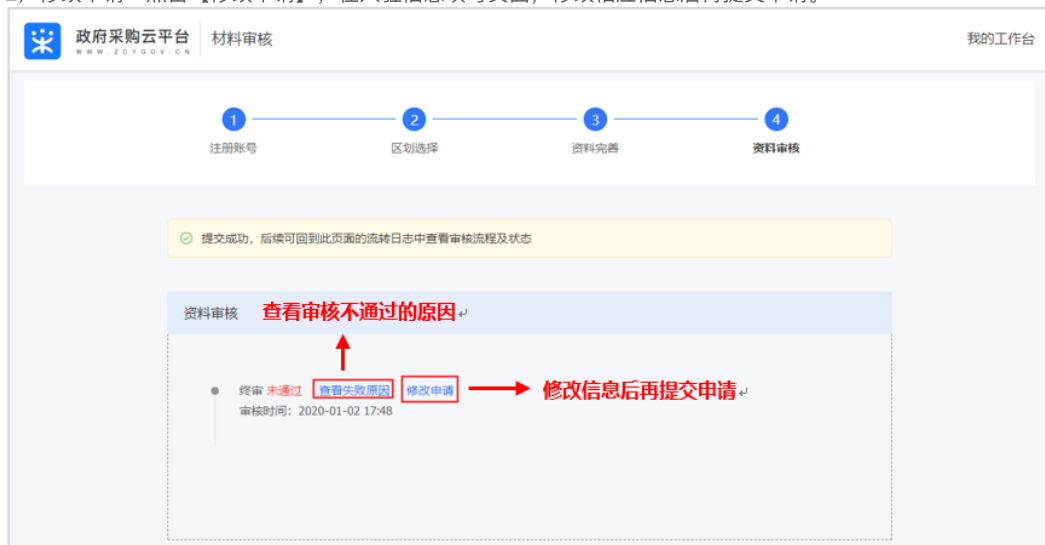 政府采购云平台
WWW.ZCYGOV.CN
材料审核
我的工作台
1
2
3
4
注册账号
区划选择
资料完善
资料审核
提交成功，后续可回到此页面的流转日志中查看审核流程及状态
资料审核 查看审核不通过的原因
终审 未通过 查看失败原因 修改申请 修改信息后再提交申请
审核时间：2020-01-02 17:48